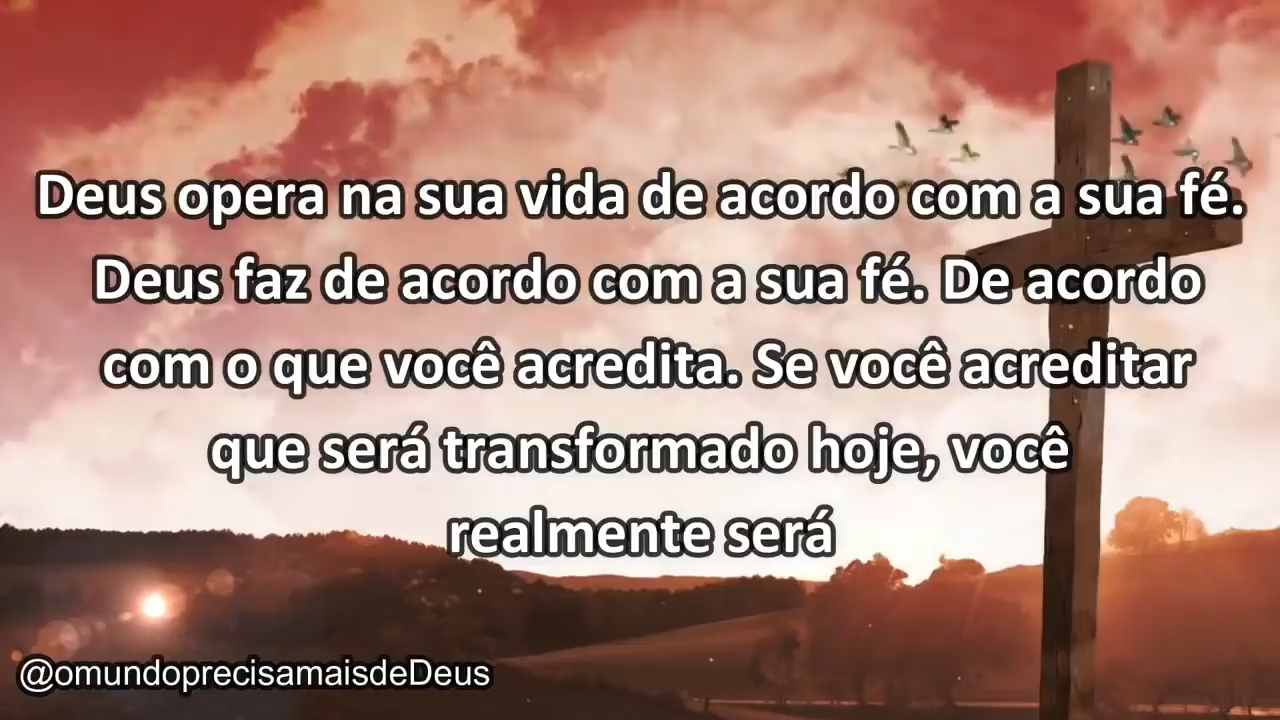 Deus opera na sua vida de acordo com a sua fé.
Deus faz de acordo com a sua fé. De acordo
com o que você acredita. Se você acreditar
que será transformado hoje, você
realmente será
@omundoprecisamaisdeDeus